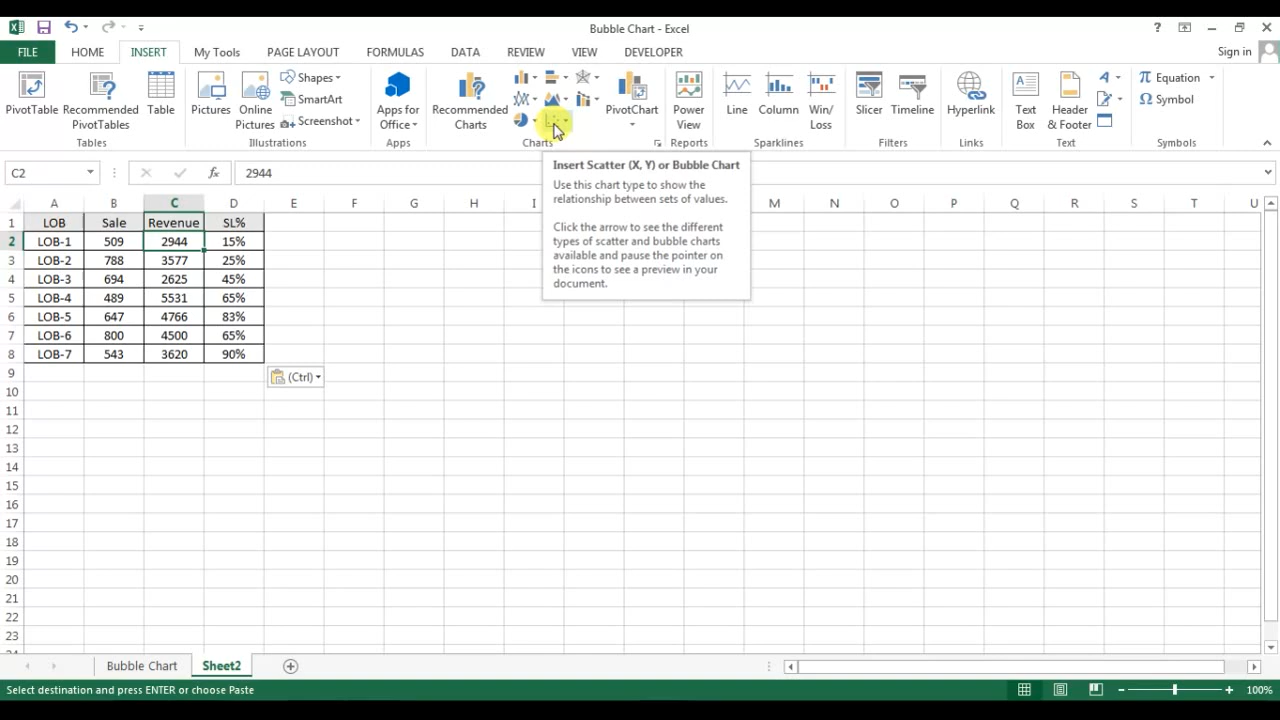 Bubble Chart - Excel
Sign in
FILE HOME INSERT My Tools PAGE LAYOUT FORMULAS DATA REVIEW VIEW DEVELOPER
PivotTable
Recommended
PivotTables
Table
Tables
Pictures
Online
Pictures
Shapes
SmartArt
Screenshot
Illustrations
Apps for
Office
Apps
Recommended
Charts
PivotChart
Charts
Power
View
Reports
Line
Column
Win/
Loss
Sparklines
Slicer
Timeline
Filters
Hyperlink
Links
Text
Box
Header
& Footer
Text
Equation
Symbol
Symbols
C2 fx 2944
Insert Scatter (X, Y) or Bubble Chart
Use this chart type to show the
relationship between sets of values.
Click the arrow to see the different
types of scatter and bubble charts
available and pause the pointer on
the icons to see a preview in your
document.
A B C D E F G H I M N O P Q R S T U
1 LOB Sale Revenue SL%
2 LOB-1 509 2944 15%
3 LOB-2 788 3577 25%
4 LOB-3 694 2625 45%
5 LOB-4 489 5531 65%
6 LOB-5 647 4766 83%
7 LOB-6 800 4500 65%
8 LOB-7 543 3620 90%
9
(Ctrl)
10
11
12
13
14
15
16
17
18
19
20
21
22
23
Bubble Chart Sheet2
Select destination and press ENTER or choose Paste
100%